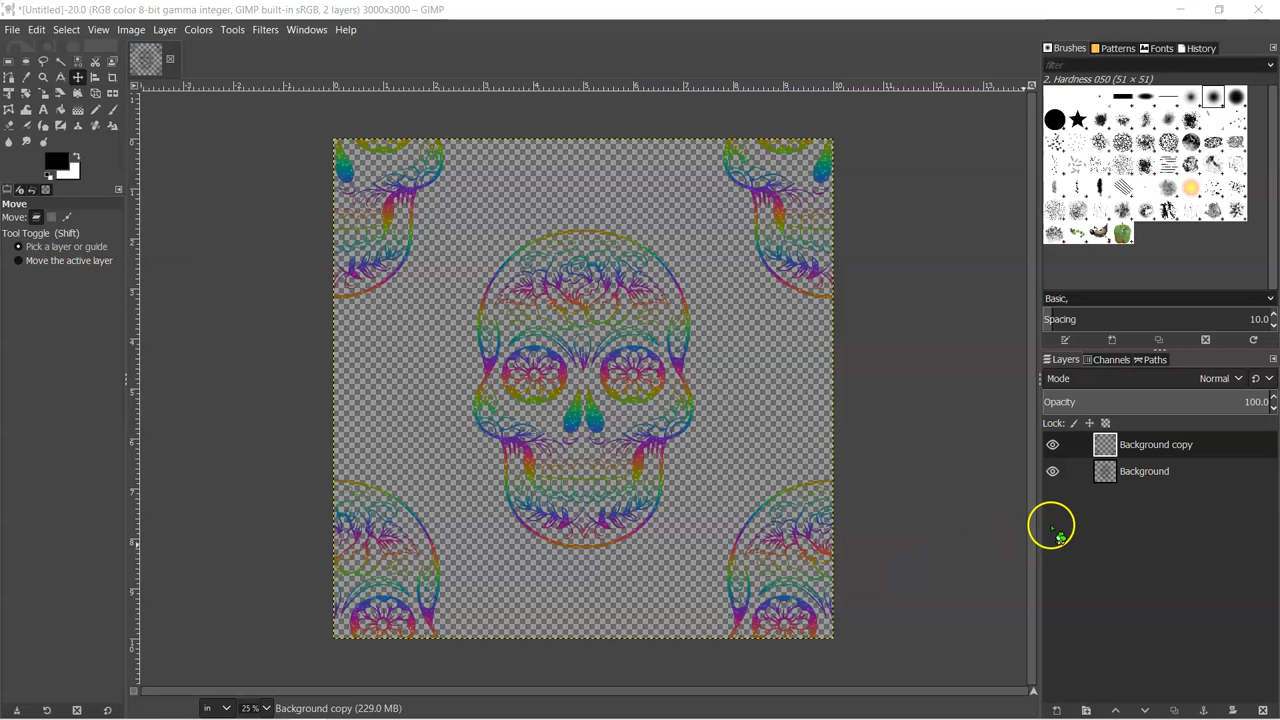 *[Untitled]-20.0 (RGB color 8-bit gamma integer, GIMP built-in sRGB, 2 layers) 3000x3000 – GIMP
File Edit Select View Image Layer Colors Tools Filters Windows Help
Brushes Patterns Fonts History
filter
2. Hardness 050 (51 × 51)
Move
Move:
Tool Toggle (Shift)
Pick a layer or guide
Move the active layer
Basic,
Spacing 10.0
Layers Channels Paths
Mode Normal
Opacity 100.0
Lock:
Background copy
Background
in 25 % Background copy (229.0 MB)